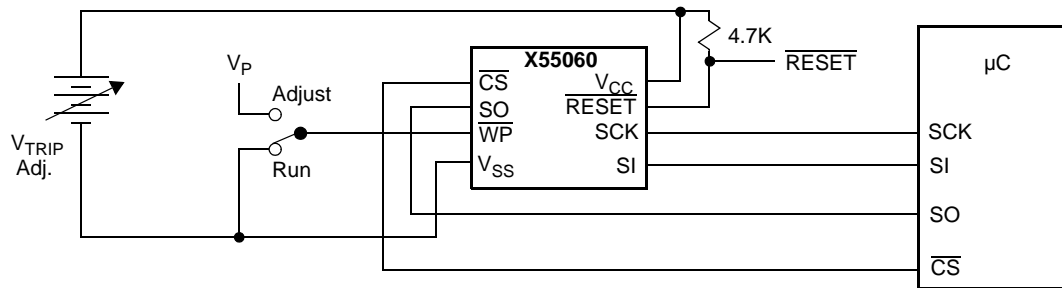 4.7K
X55060
RESET
µC
VP
CS
VCC
Adjust
SO
RESET
WP
SCK
SCK
VTRIP
Adj.
Run
VSS
SI
SI
SO
CS